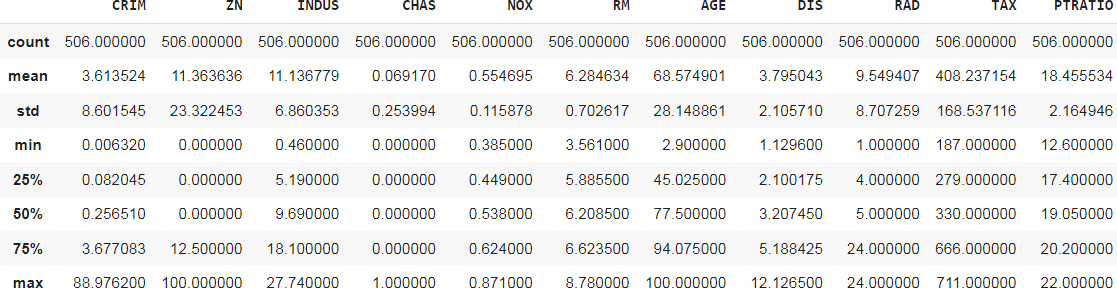 CRIM ZN INDUS CHAS NOX RM AGE DIS RAD TAX PTRATIO
count 506.000000 506.000000 506.000000 506.000000 506.000000 506.000000 506.000000 506.000000 506.000000 506.000000 506.000000
mean 3.613524 11.363636 11.136779 0.069170 0.554695 6.284634 68.574901 3.795043 9.549407 408.237154 18.455534
std 8.601545 23.322453 6.860353 0.253994 0.115878 0.702617 28.148861 2.105710 8.707259 168.537116 2.164946
min 0.006320 0.000000 0.460000 0.000000 0.385000 3.561000 2.900000 1.129600 1.000000 187.000000 12.600000
25% 0.082045 0.000000 5.190000 0.000000 0.449000 5.885500 45.025000 2.100175 4.000000 279.000000 17.400000
50% 0.256510 0.000000 9.690000 0.000000 0.538000 6.208500 77.500000 3.207450 5.000000 330.000000 19.050000
75% 3.677083 12.500000 18.100000 0.000000 0.624000 6.623500 94.075000 5.188425 24.000000 666.000000 20.200000
max 88.976200 100.000000 27.740000 1.000000 0.871000 8.780000 100.000000 12.126500 24.000000 711.000000 22.000000